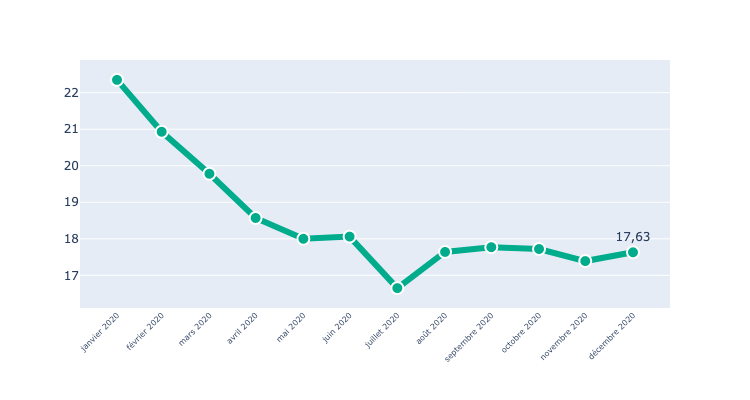 22
21
20
19
18
17
17,63
janvier 2020
février 2020
mars 2020
avril 2020
mai 2020
juin 2020
juillet 2020
août 2020
septembre 2020
octobre 2020
novembre 2020
décembre 2020